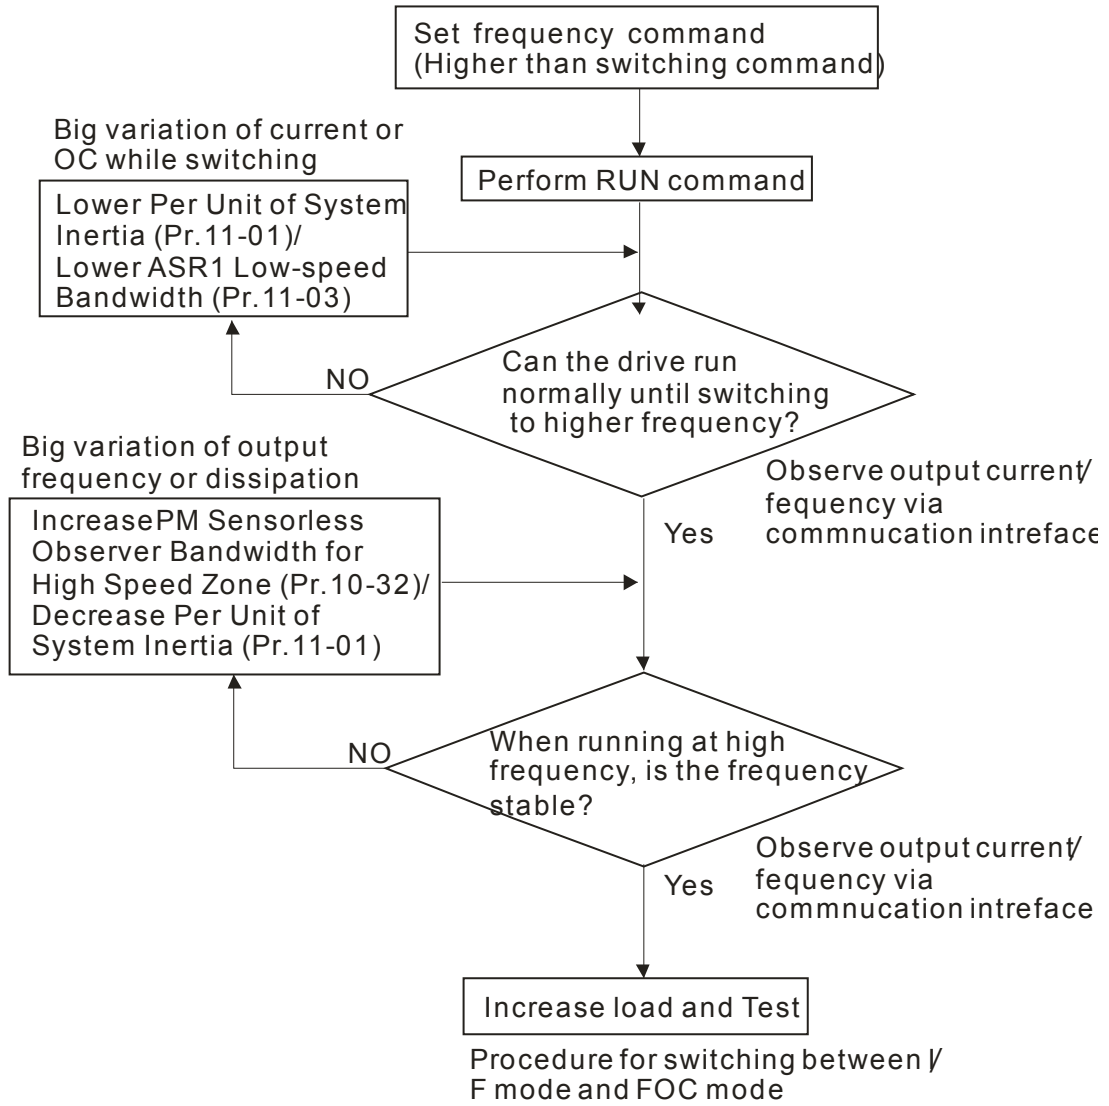 Set frequency command
(Higher than switching command)
Perform RUN command
Big variation of current or
OC while switching
Lower Per Unit of System
Inertia (Pr.11-01)/
Lower ASR1 Low-speed
Bandwidth (Pr.11-03)
Can the drive run
normally until switching
to higher frequency?
NO
Yes
Observe output current/
fequency via
commnucation intreface
Big variation of output
frequency or dissipation
IncreasePM Sensorless
Observer Bandwidth for
High Speed Zone (Pr.10-32)/
Decrease Per Unit of
System Inertia (Pr.11-01)
When running at high
frequency, is the frequency
stable?
NO
Yes
Observe output current/
fequency via
commnucation intreface
Increase load and Test
Procedure for switching between I/
F mode and FOC mode